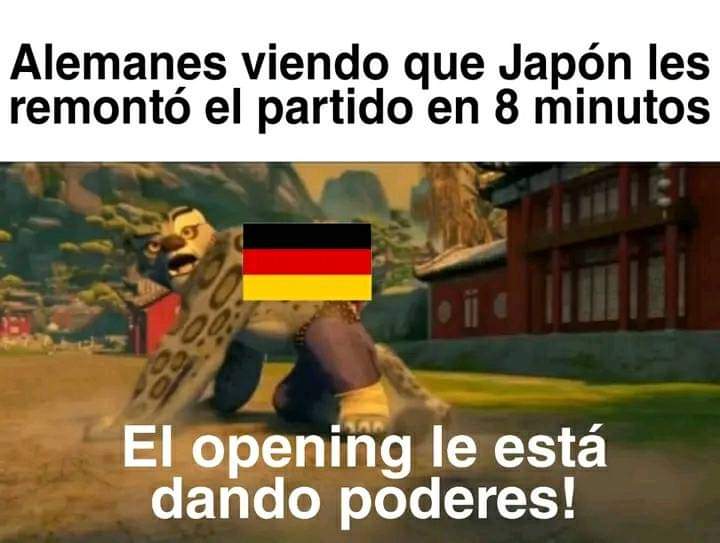 Alemanes viendo que Japón les
remontó el partido en 8 minutos
El opening le está
dando poderes!